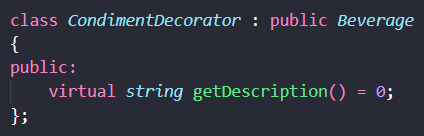 class CondimentDecorator : public Beverage
{
public:
    virtual string getDescription() = 0;
};